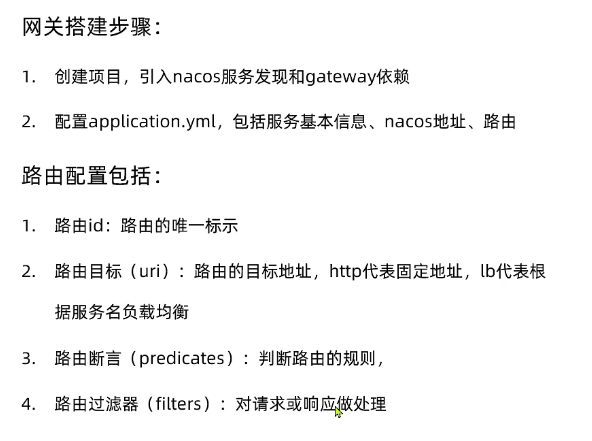 网关搭建步骤：
1. 创建项目，引入nacos服务发现和gateway依赖
2. 配置application.yml，包括服务基本信息、nacos地址、路由
路由配置包括：
1. 路由id：路由的唯一标示
2. 路由目标（uri）：路由的目标地址，http代表固定地址，lb代表根
据服务名负载均衡
3. 路由断言（predicates）：判断路由的规则，
4. 路由过滤器（filters）：对请求或响应做处理